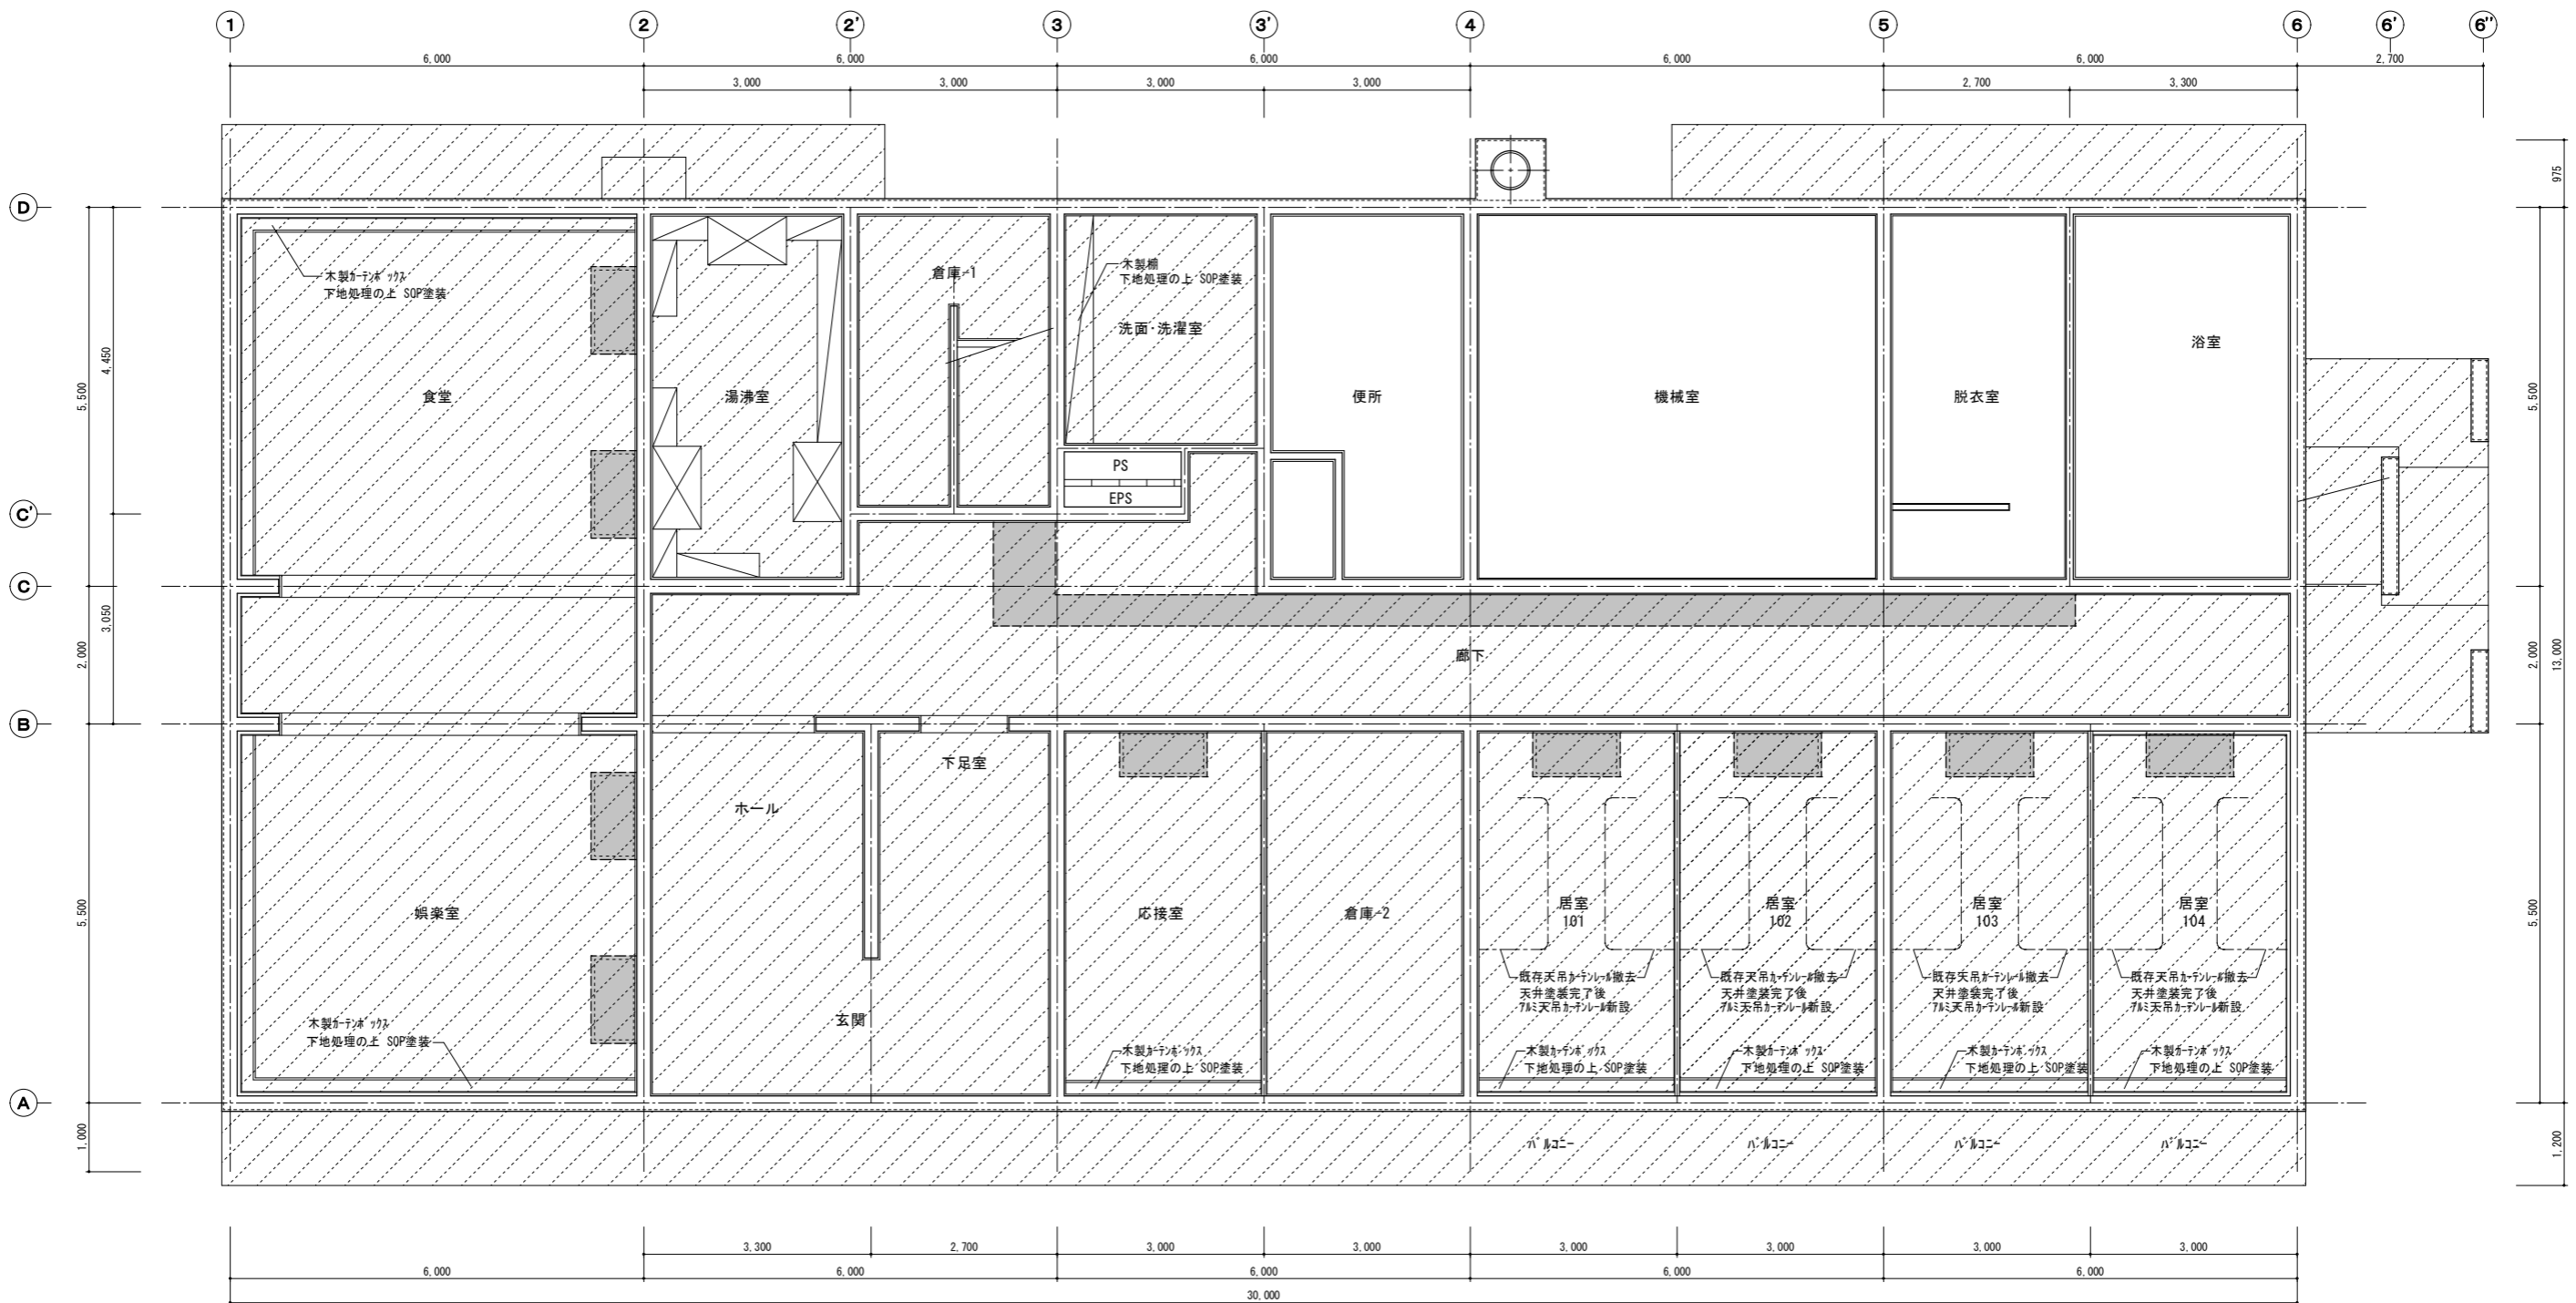 1 2 2' 3 3' 4 5 6 6' 6''
6,000 6,000 6,000 6,000 6,000 2,700
3,000 3,000 3,000 3,000 2,700 3,300
975
D
木製カーテンボックス
下地処理の上 SOP塗装
倉庫-1
木製棚
下地処理の上 SOP塗装
洗面・洗濯室
浴室
4,450
5,500
食堂
湯沸室
便所
機械室
脱衣室
5,500
PS
EPS
C'
C
3,050
2,000
廊下
2,000
13,000
B
下足室
ホール
娯楽室
応接室
倉庫-2
居室
101
居室
102
居室
103
居室
104
5,500
5,500
既存天吊カーテンレール撤去
天井塗装完了後
アルミ天吊カーテンレール新設
既存天吊カーテンレール撤去
天井塗装完了後
アルミ天吊カーテンレール新設
既存天吊カーテンレール撤去
天井塗装完了後
アルミ天吊カーテンレール新設
既存天吊カーテンレール撤去
天井塗装完了後
アルミ天吊カーテンレール新設
玄関
木製カーテンボックス
下地処理の上 SOP塗装
木製カーテンボックス
下地処理の上 SOP塗装
木製カーテンボックス
下地処理の上 SOP塗装
木製カーテンボックス
下地処理の上 SOP塗装
木製カーテンボックス
下地処理の上 SOP塗装
木製カーテンボックス
下地処理の上 SOP塗装
A
1,000
バルコニー バルコニー バルコニー バルコニー
1,200
3,300 2,700 3,000 3,000 3,000 3,000 3,000 3,000
6,000 6,000 6,000 6,000 6,000
30,000